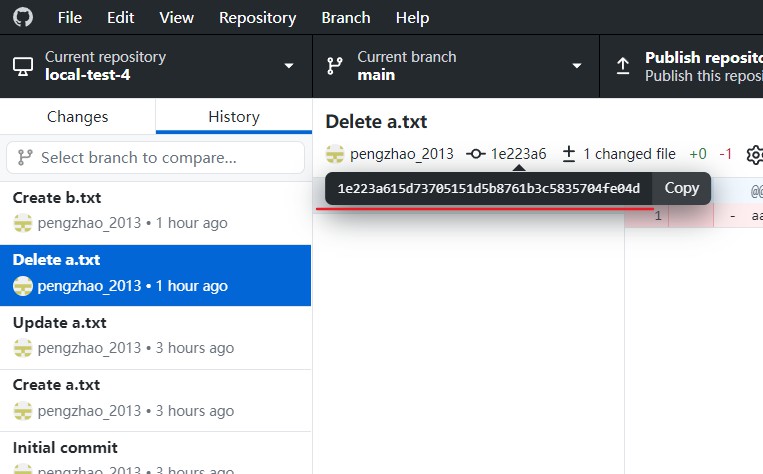 File Edit View Repository Branch Help
Current repository
local-test-4
Current branch
main
Publish
Publish this
Changes History
Select branch to compare...
Create b.txt
pengzhao_2013 • 1 hour ago
Delete a.txt
pengzhao_2013 • 1 hour ago
Update a.txt
pengzhao_2013 • 3 hours ago
Create a.txt
pengzhao_2013 • 3 hours ago
Initial commit
pengzhao_2013 • 3 hours ago
Delete a.txt
pengzhao_2013 1e223a6 1 changed file +0 -1
1e223a615d73705151d5b8761b3c5835704fe04d Copy
@@
1 - aa